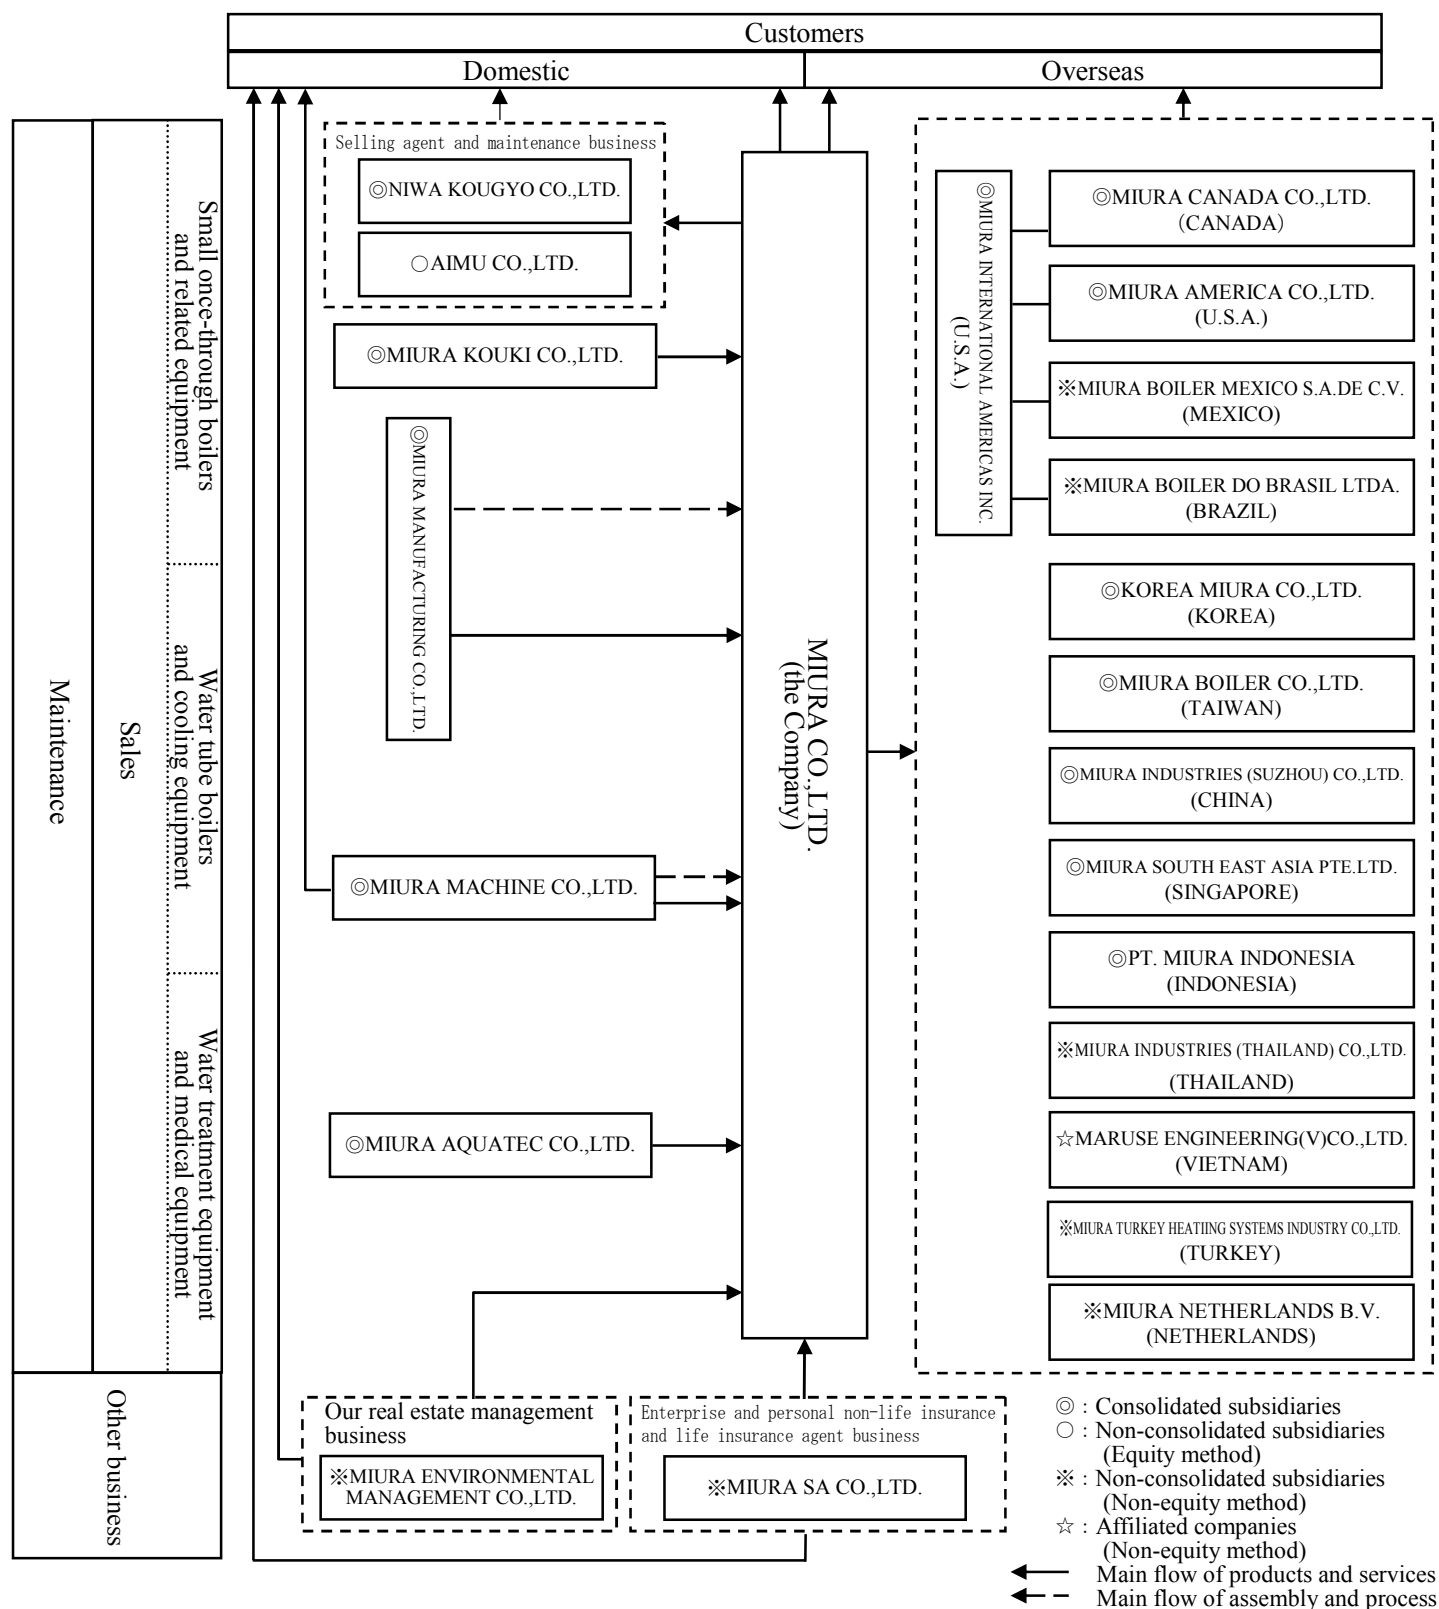 Customers
Domestic
Overseas
Maintenance
Sales
Small once-through boilers
and related equipment
Water tube boilers
and cooling equipment
Water treatment equipment
and medical equipment
Other business
Selling agent and maintenance business
◎NIWA KOUGYO CO.,LTD.
○AIMU CO.,LTD.
◎MIURA KOUKI CO.,LTD.
◎MIURA MANUFACTURING CO.,LTD.
◎MIURA MACHINE CO.,LTD.
◎MIURA AQUATEC CO.,LTD.
Our real estate management
business
※MIURA ENVIRONMENTAL
MANAGEMENT CO.,LTD.
Enterprise and personal non-life insurance
and life insurance agent business
※MIURA SA CO.,LTD.
MIURA CO.,LTD.
(the Company)
◎MIURA INTERNATIONAL AMERICAS INC.
(U.S.A.)
◎MIURA CANADA CO.,LTD.
(CANADA)
◎MIURA AMERICA CO.,LTD.
(U.S.A.)
※MIURA BOILER MEXICO S.A.DE C.V.
(MEXICO)
※MIURA BOILER DO BRASIL LTDA.
(BRAZIL)
◎KOREA MIURA CO.,LTD.
(KOREA)
◎MIURA BOILER CO.,LTD.
(TAIWAN)
◎MIURA INDUSTRIES (SUZHOU) CO.,LTD.
(CHINA)
◎MIURA SOUTH EAST ASIA PTE.LTD.
(SINGAPORE)
◎PT. MIURA INDONESIA
(INDONESIA)
※MIURA INDUSTRIES (THAILAND) CO.,LTD.
(THAILAND)
☆MARUSE ENGINEERING(V)CO.,LTD.
(VIETNAM)
※MIURA TURKEY HEATIING SYSTEMS INDUSTRY CO.,LTD.
(TURKEY)
※MIURA NETHERLANDS B.V.
(NETHERLANDS)
◎ : Consolidated subsidiaries
○ : Non-consolidated subsidiaries
(Equity method)
※ : Non-consolidated subsidiaries
(Non-equity method)
☆ : Affiliated companies
(Non-equity method)
Main flow of products and services
Main flow of assembly and process